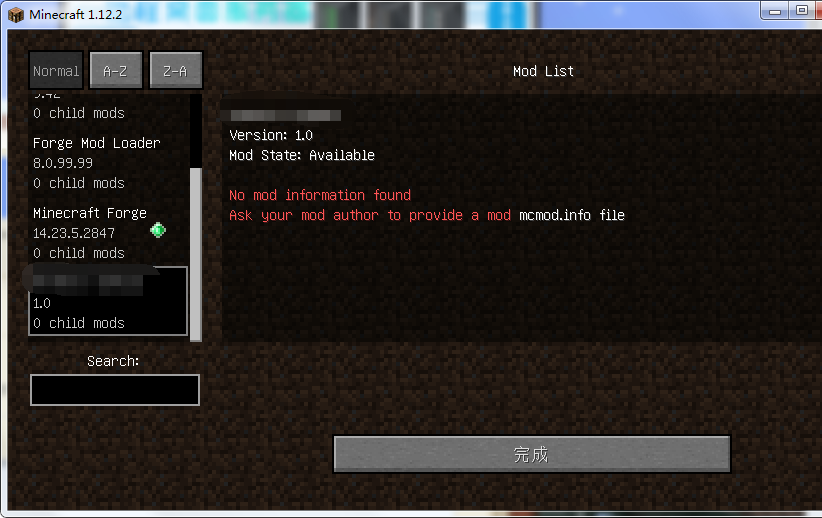 Minecraft 1.12.2
Normal
A-Z
Z-A
Mod List
0 child mods
Forge Mod Loader
8.0.99.99
0 child mods
Minecraft Forge
14.23.5.2847
0 child mods
1.0
0 child mods
Version: 1.0
Mod State: Available
No mod information found
Ask your mod author to provide a mod mcmod.info file
Search:
完成